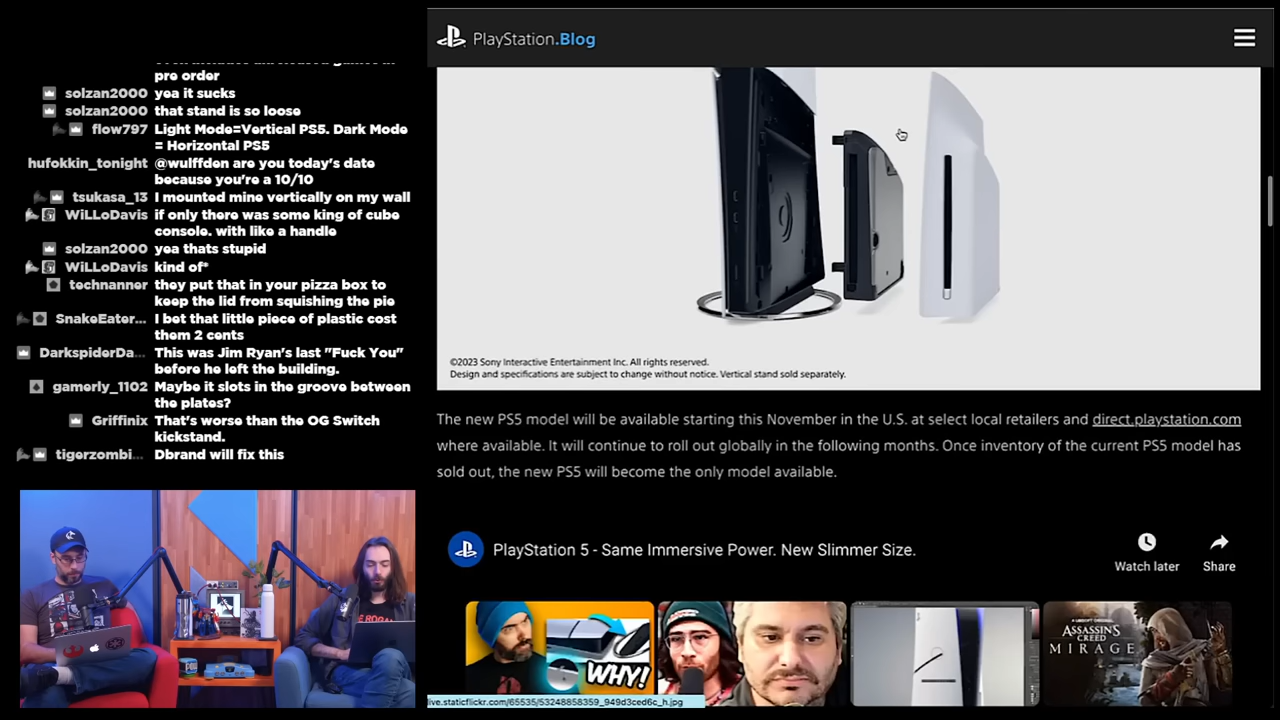 pre order
solzan2000 yea it sucks
solzan2000 that stand is so loose
flow797 Light Mode=Vertical PS5. Dark Mode
= Horizontal PS5
hufokkin_tonight @wulffden are you today's date
because you're a 10/10
tsukasa_13 I mounted mine vertically on my wall
WiLLoDavis if only there was some king of cube
console. with like a handle
solzan2000 yea thats stupid
WiLLoDavis kind of*
technanner they put that in your pizza box to
keep the lid from squishing the pie
SnakeEater... I bet that little piece of plastic cost
them 2 cents
DarkspiderDa... This was Jim Ryan's last "Fuck You"
before he left the building.
gamerly_1102 Maybe it slots in the groove between
the plates?
Griffinix That's worse than the OG Switch
kickstand.
tigerzombi... Dbrand will fix this
PlayStation.Blog
©2023 Sony Interactive Entertainment Inc. All rights reserved.
Design and specifications are subject to change without notice. Vertical stand sold separately.
The new PS5 model will be available starting this November in the U.S. at select local retailers and direct.playstation.com
where available. It will continue to roll out globally in the following months. Once inventory of the current PS5 model has
sold out, the new PS5 will become the only model available.
PlayStation 5 - Same Immersive Power. New Slimmer Size.
Watch later
Share
WHY!
ASSASSIN'S
CREED
MIRAGE
live.staticflickr.com/65535/53248858359_949d3ced6c_h.jpg